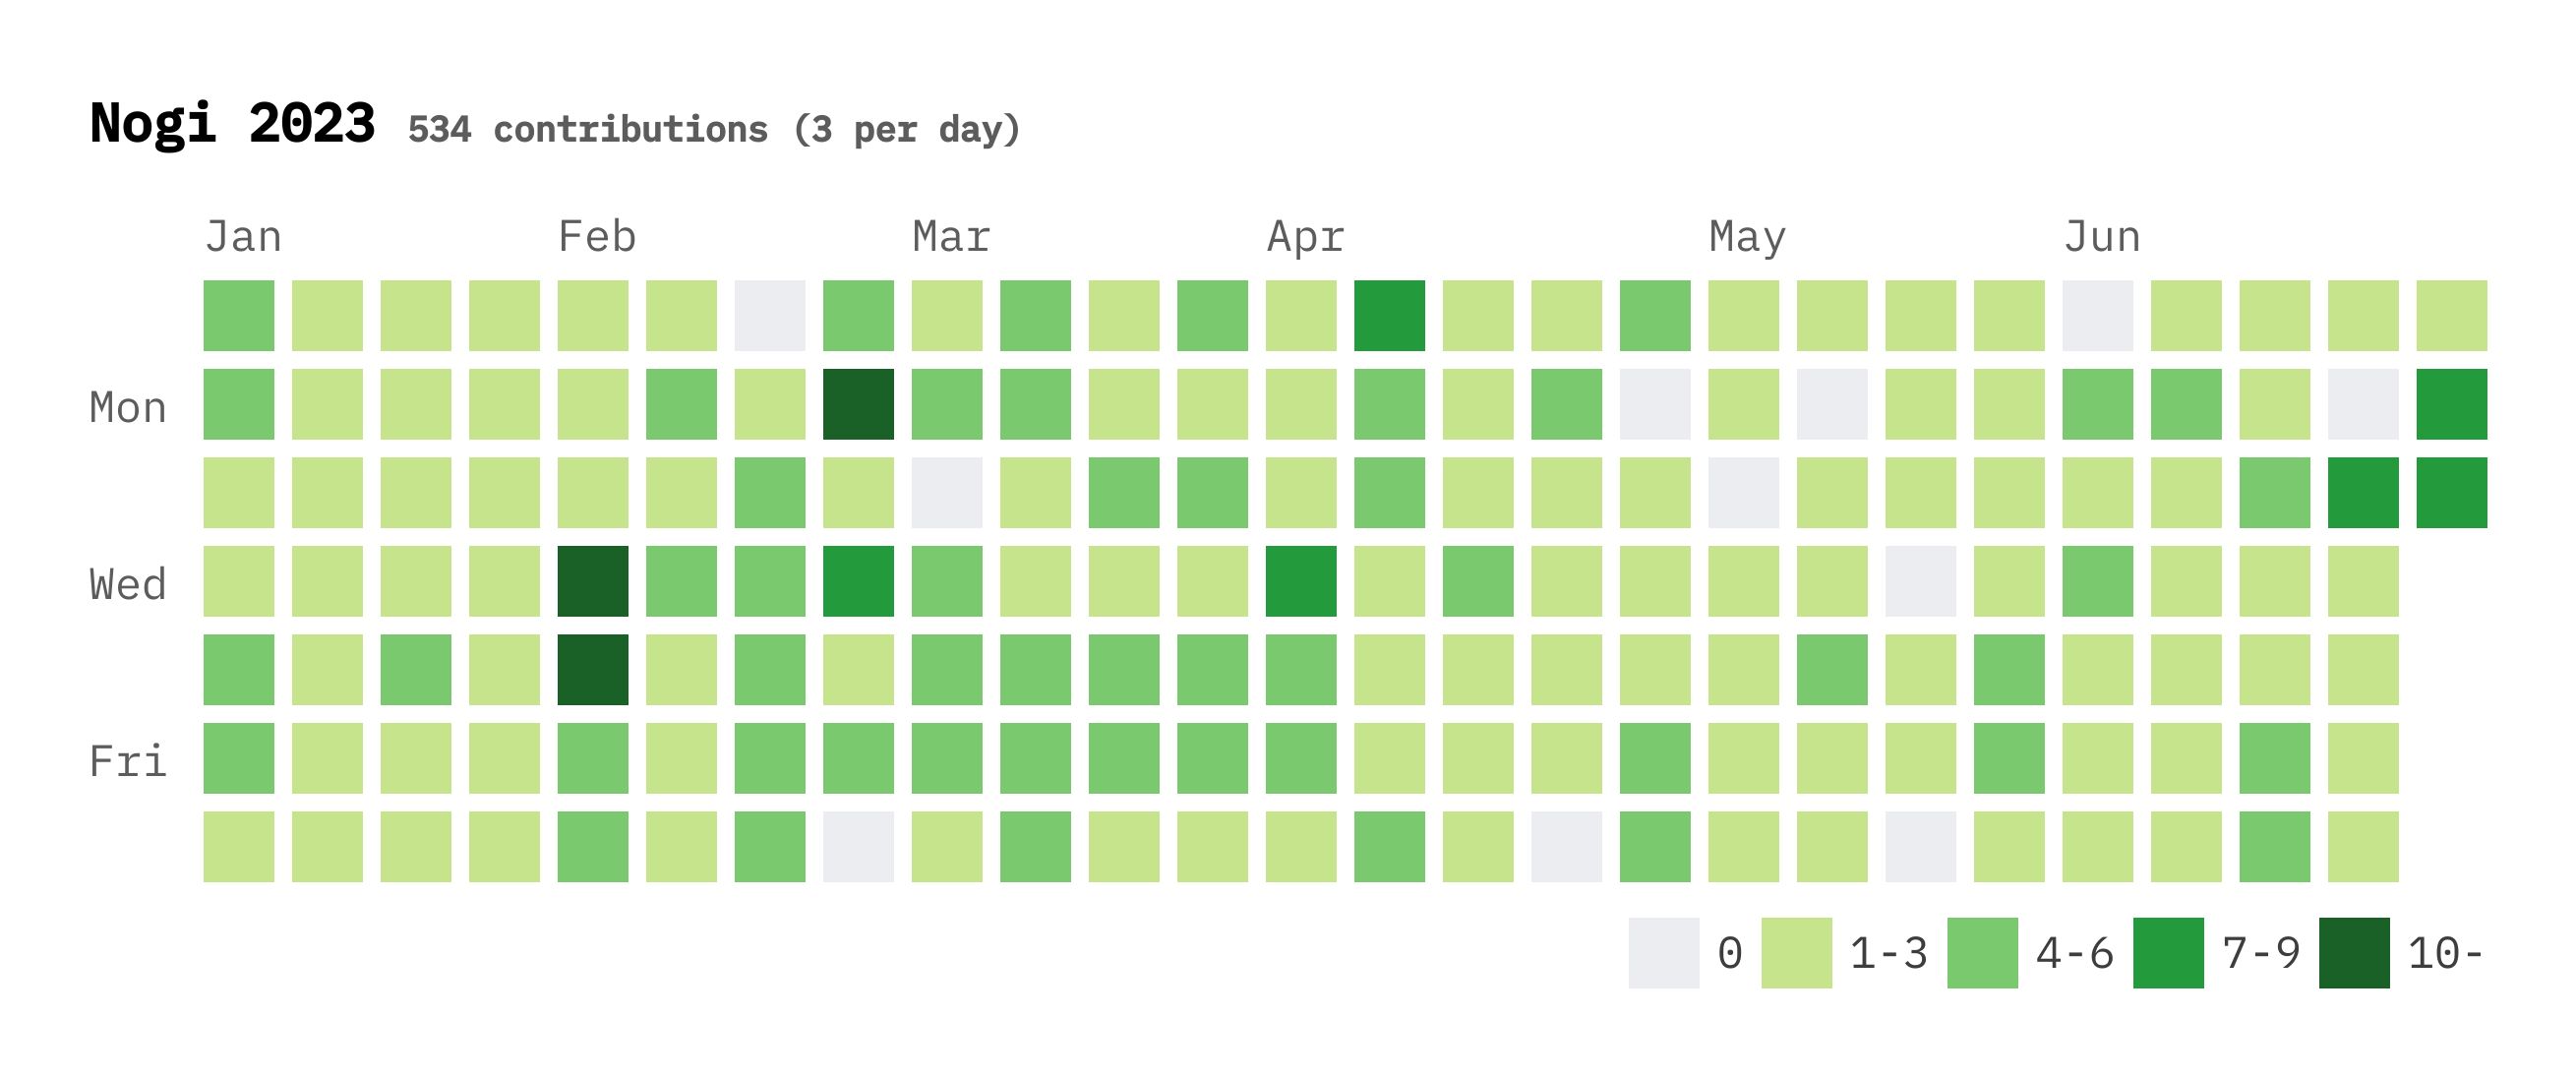 Nogi 2023 534 contributions (3 per day)
Jan Feb Mar Apr May Jun
Mon
Wed
Fri
0 1-3 4-6 7-9 10-